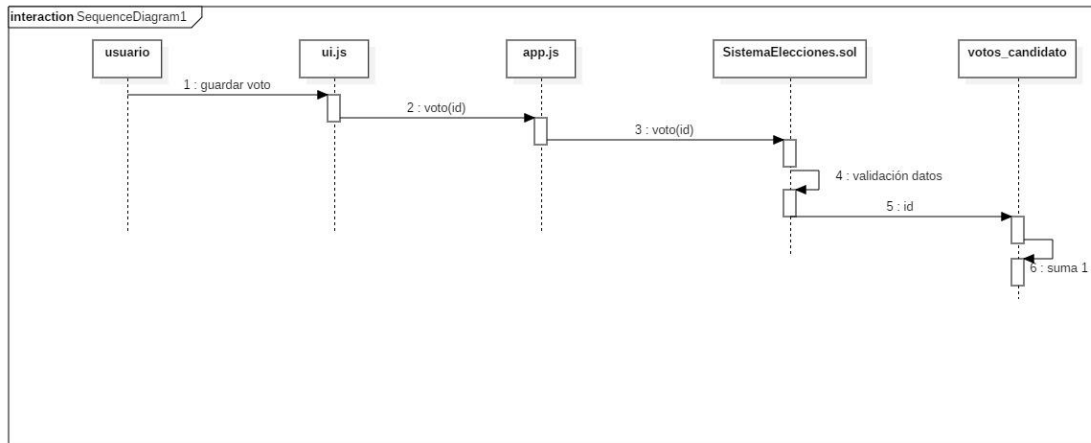 interaction SequenceDiagram1
usuario
ui.js
app.js
SistemaElecciones.sol
votos_candidato
1 : guardar voto
2 : voto(id)
3 : voto(id)
4 : validación datos
5 : id
6 : suma 1